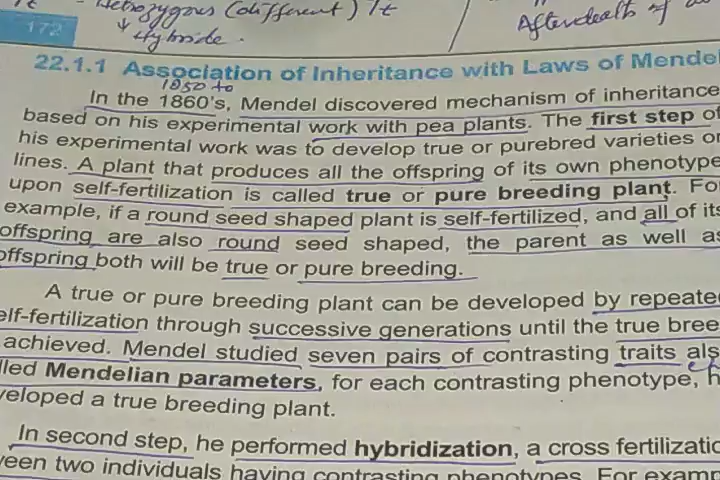 Hetrozygous (different) It
↓ Hybride.
After death of
172
22.1.1 Association of Inheritance with Laws of Mendel
1850 to
In the 1860's, Mendel discovered mechanism of inheritance
based on his experimental work with pea plants. The first step of
his experimental work was to develop true or purebred varieties or
lines. A plant that produces all the offspring of its own phenotype
upon self-fertilization is called true or pure breeding plant. Fo
example, if a round seed shaped plant is self-fertilized, and all of its
offspring are also round seed shaped, the parent as well as
offspring both will be true or pure breeding.
A true or pure breeding plant can be developed by repeate
elf-fertilization through successive generations until the true bree
achieved. Mendel studied seven pairs of contrasting traits als
lled Mendelian parameters, for each contrasting phenotype, h
veloped a true breeding plant.
In second step, he performed hybridization, a cross fertilizatio
ween two individuals having contrasting phenotypes. For examp